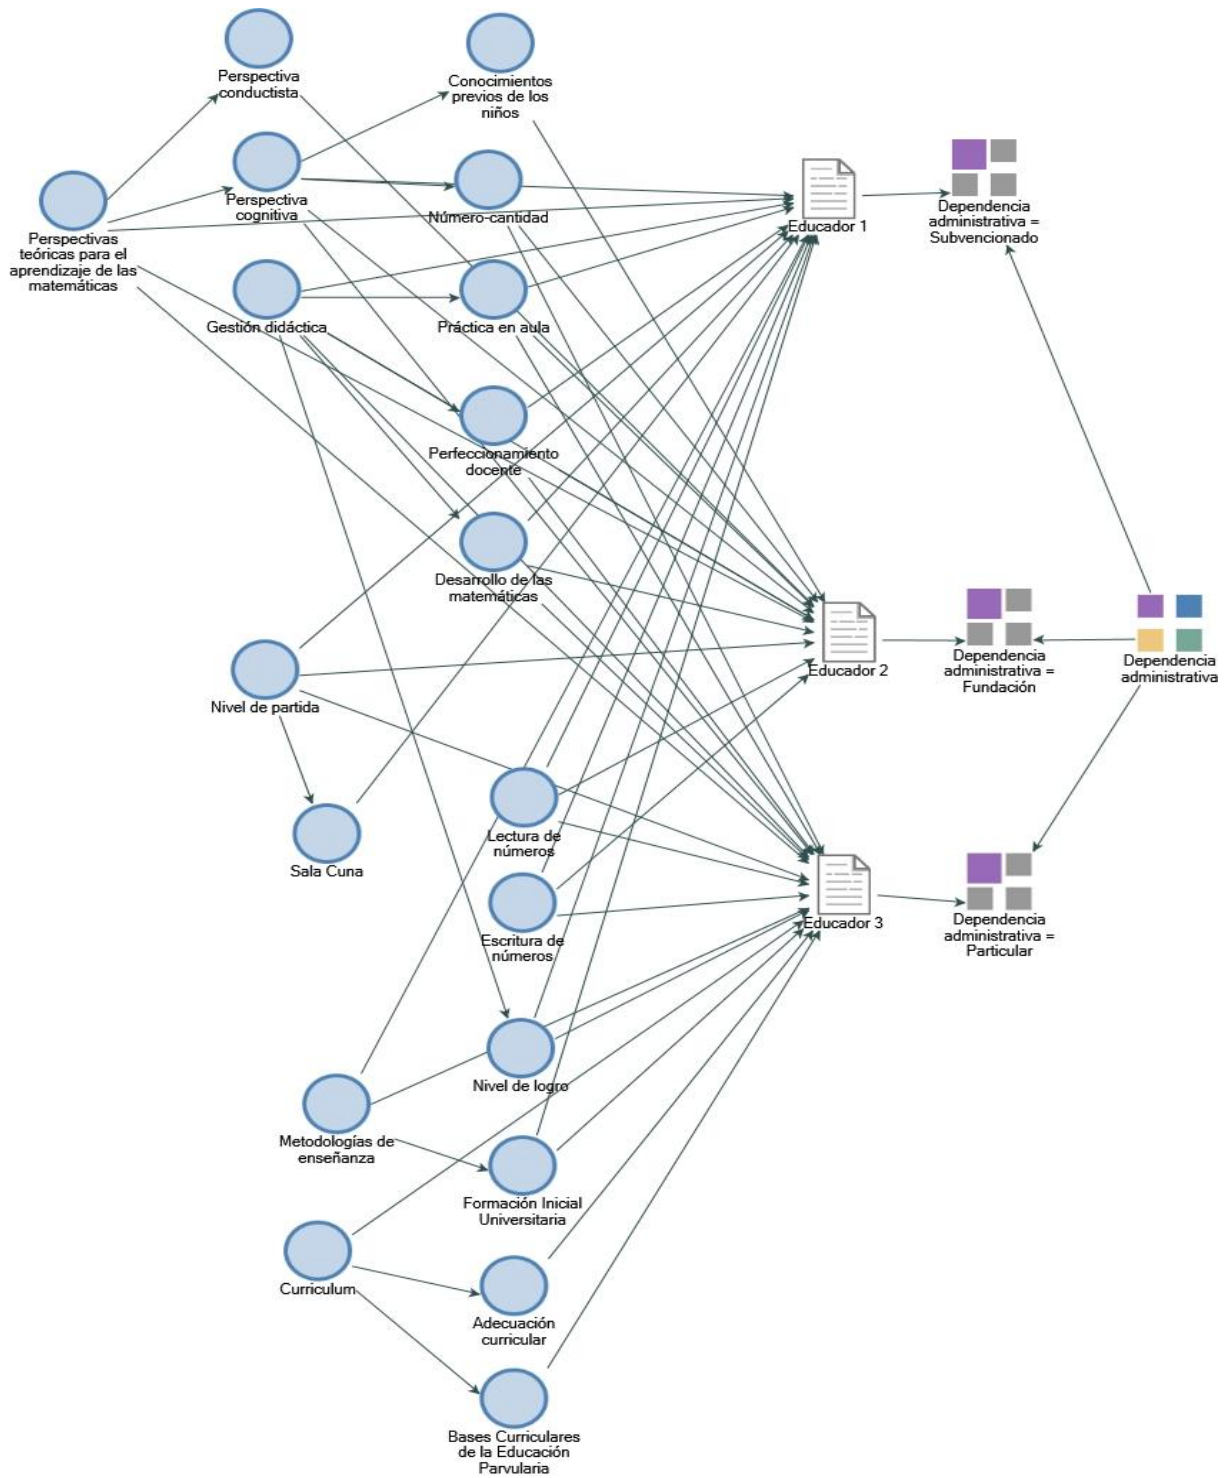 Perspectiva
conductista
Conocimientos
previos de los
niños
Perspectiva
cognitiva
Número-cantidad
Educador 1
Dependencia
administrativa =
Subvencionado
Perspectivas
teóricas para el
aprendizaje de las
matemáticas
Gestión didáctica
Práctica en aula
Perfeccionamiento
docente
Desarrollo de las
matemáticas
Educador 2
Dependencia
administrativa =
Fundación
Dependencia
administrativa
Nivel de partida
Sala Cuna
Lectura de
números
Escritura de
números
Educador 3
Dependencia
administrativa =
Particular
Nivel de logro
Metodologías de
enseñanza
Formación Inicial
Universitaria
Curriculum
Adecuación
curricular
Bases Curriculares
de la Educación
Parvularia